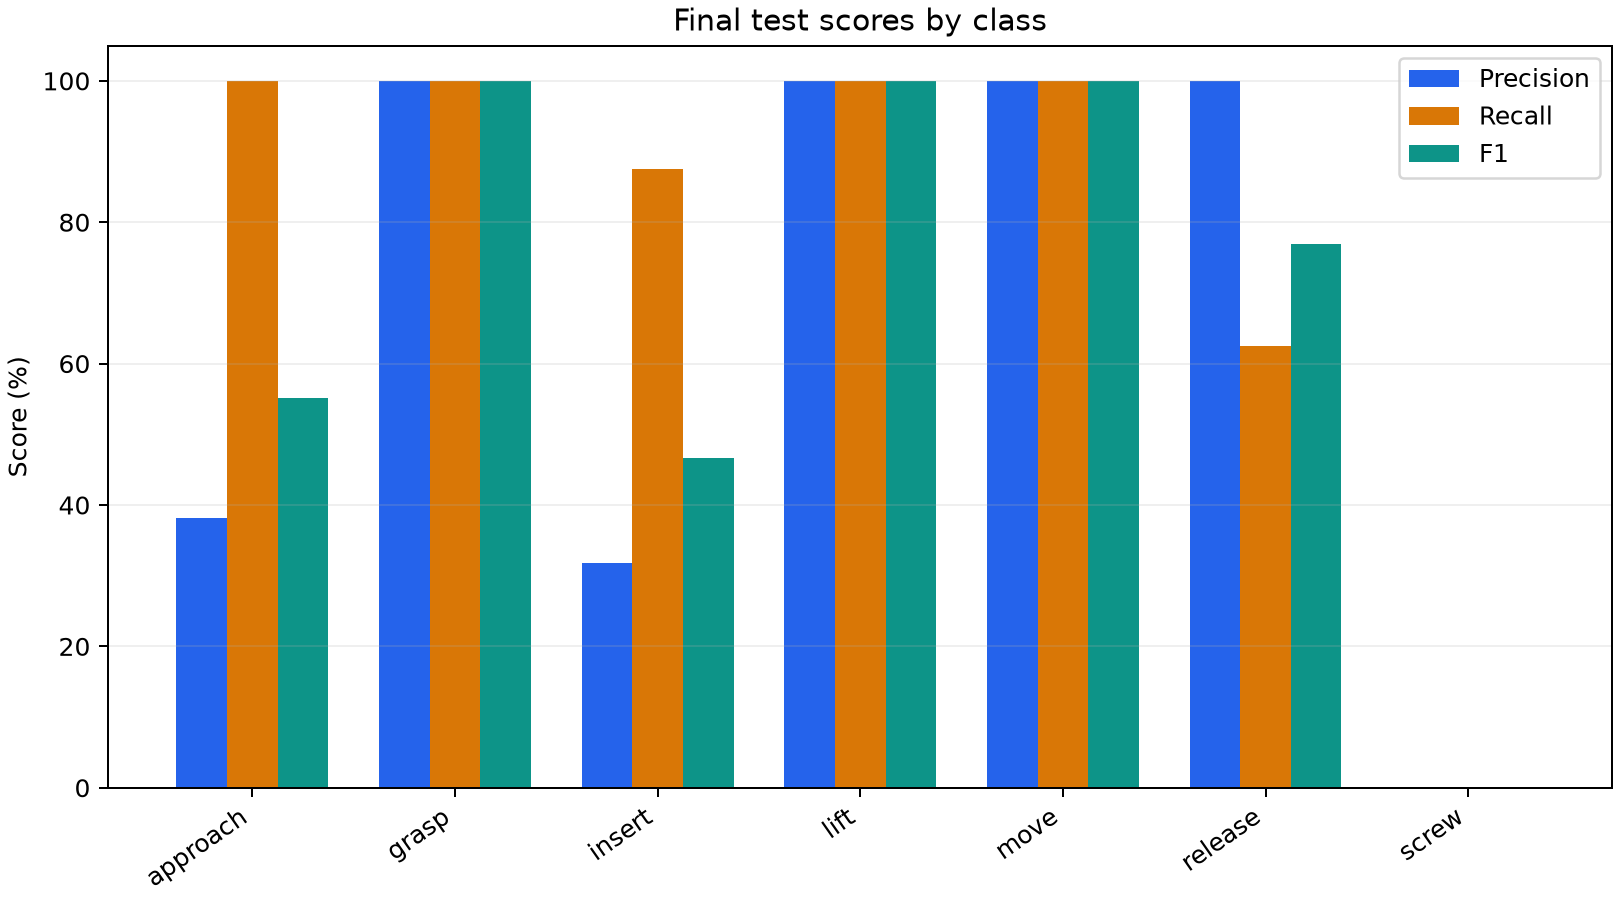 Final test scores by class
Precision
Recall
F1
Score (%)
100
80
60
40
20
0
approach
grasp
insert
lift
move
release
screw